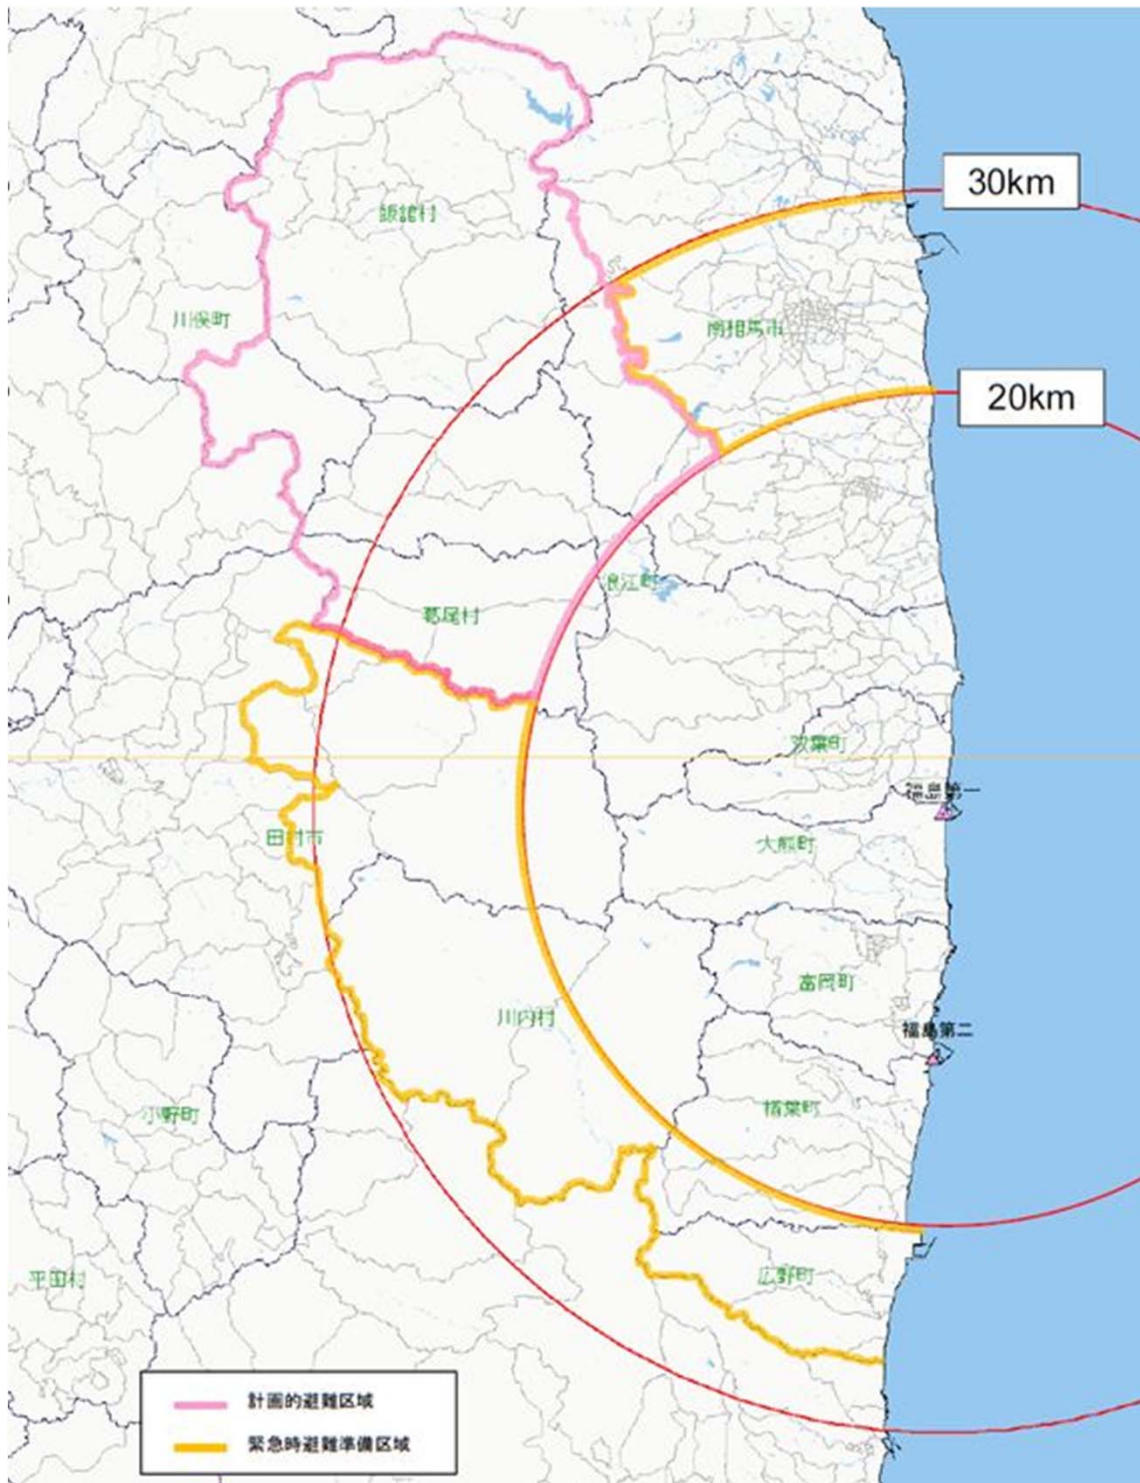 30km
飯舘村
川俣町
南相馬市
20km
浪江町
葛尾村
双葉町
福島第一
田村市
大熊町
富岡町
川内村
福島第二
小野町
楢葉町
平田村
広野町
計画的避難区域
緊急時避難準備区域